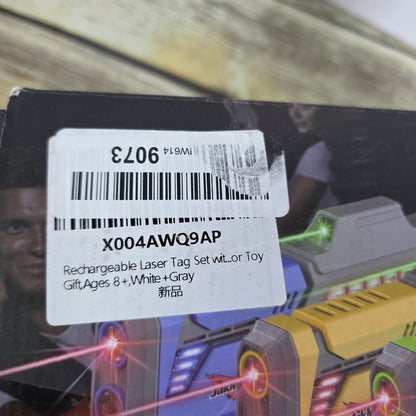 9073
IW614
X004AWQ9AP
Rechargeable Laser Tag Set wit...or Toy
Gift,Ages 8+,White+Gray
新品